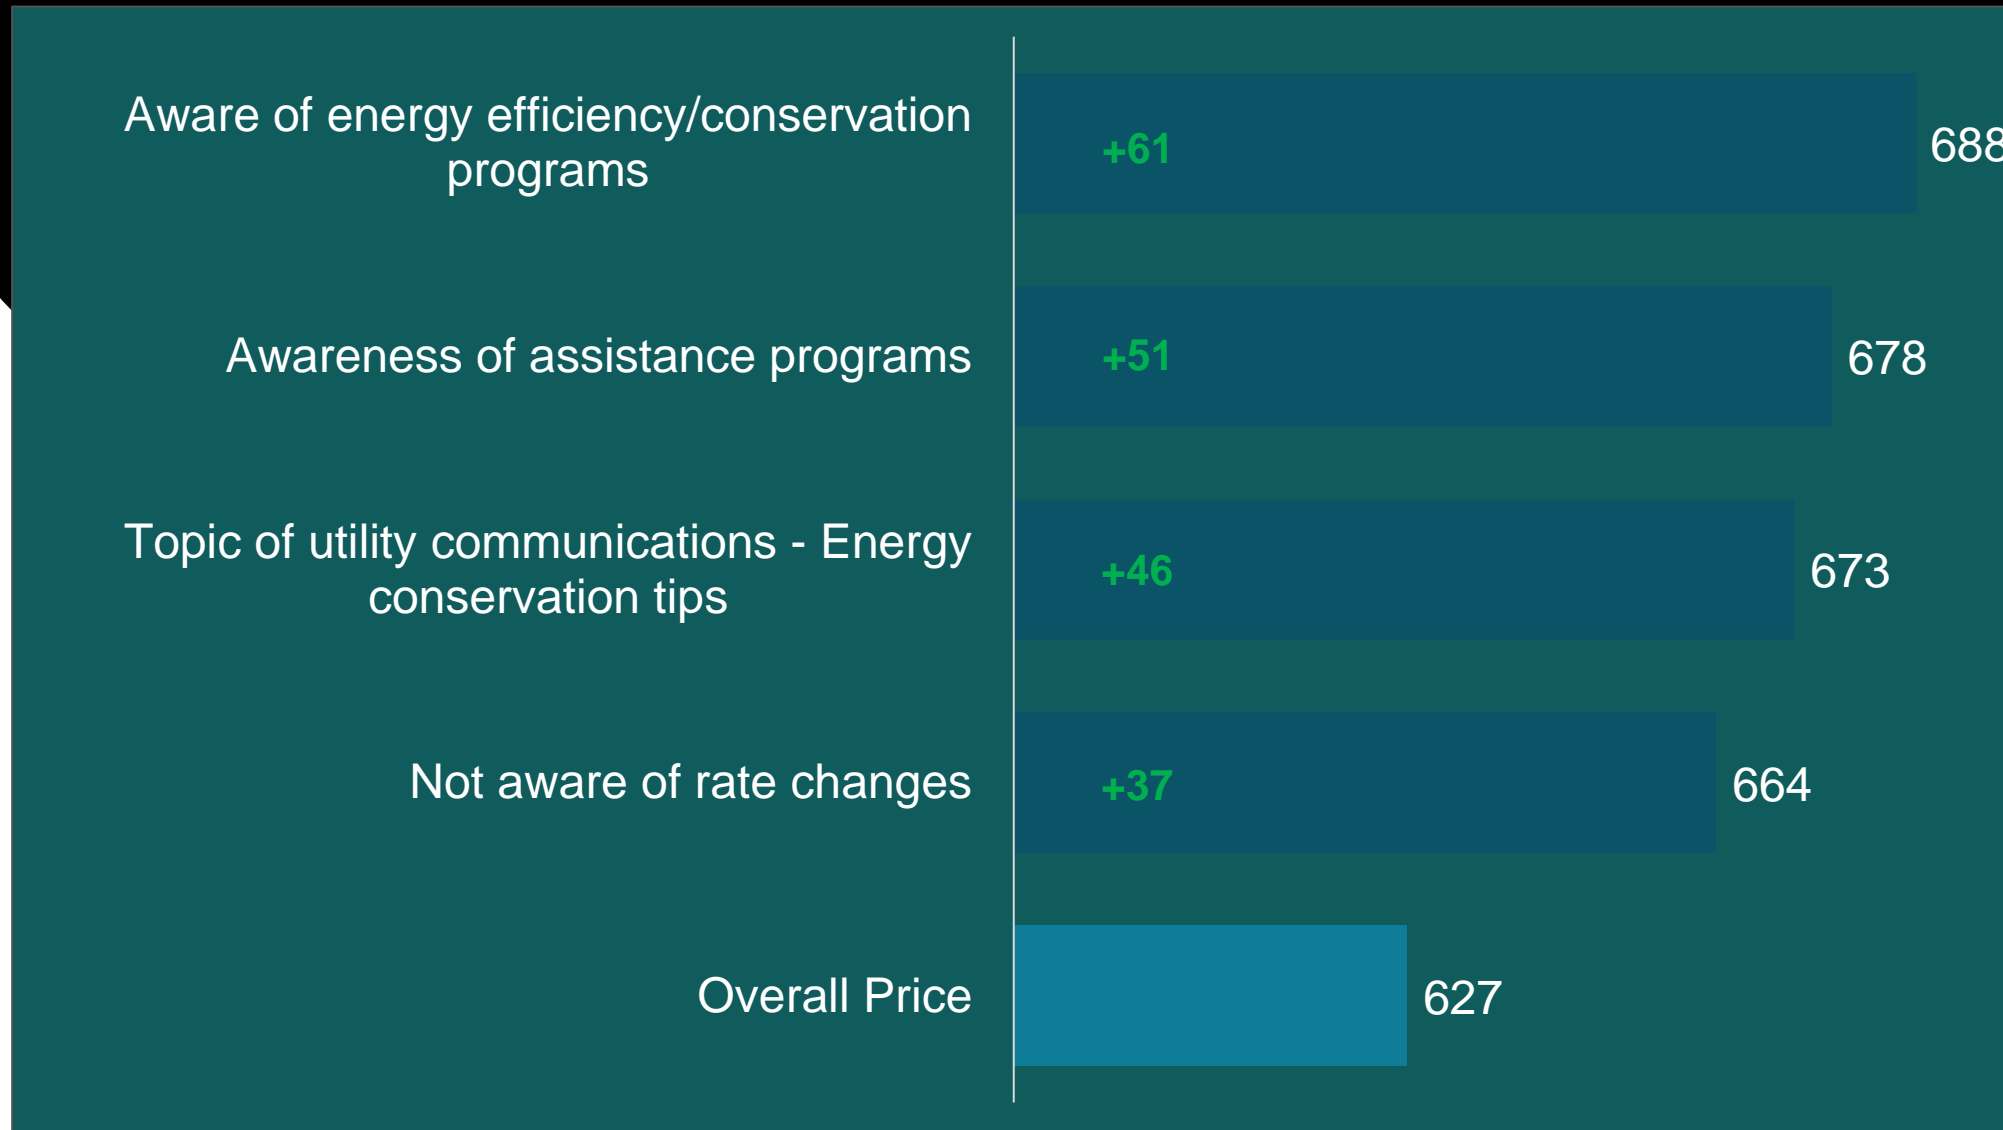 Aware of energy efficiency/conservation
programs
+61
688
Awareness of assistance programs
+51
678
Topic of utility communications - Energy
conservation tips
+46
673
Not aware of rate changes
+37
664
Overall Price
627